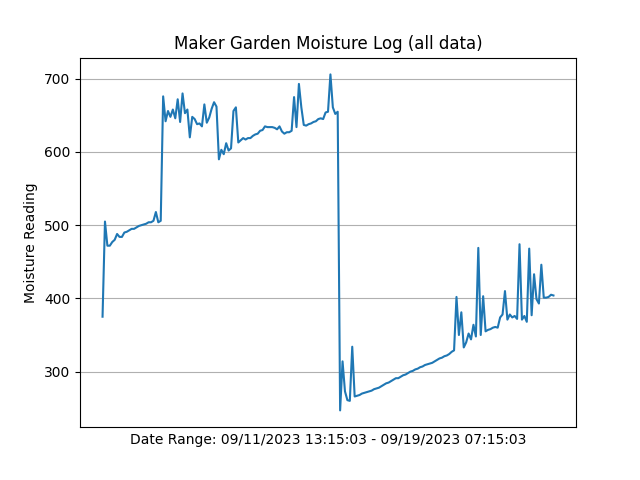 Maker Garden Moisture Log (all data)
700
600
500
400
300
Moisture Reading
Date Range: 09/11/2023 13:15:03 - 09/19/2023 07:15:03